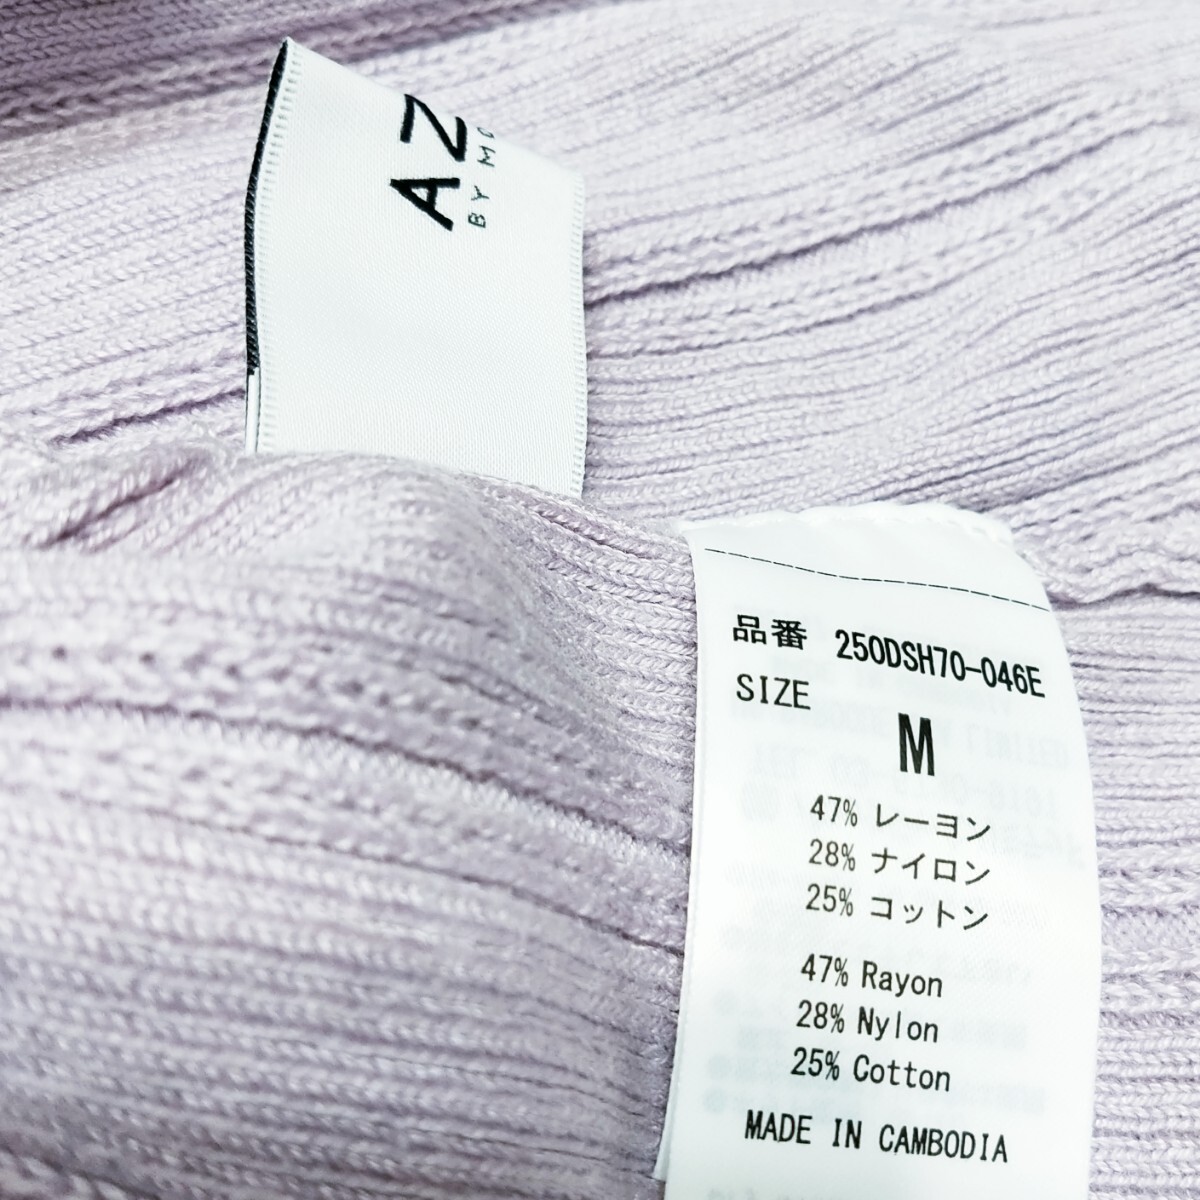 AZ
BY MO
品番 250DSH70-046E
SIZE
M
47% レーヨン
28% ナイロン
25% コットン
47% Rayon
28% Nylon
25% Cotton
MADE IN CAMBODIA